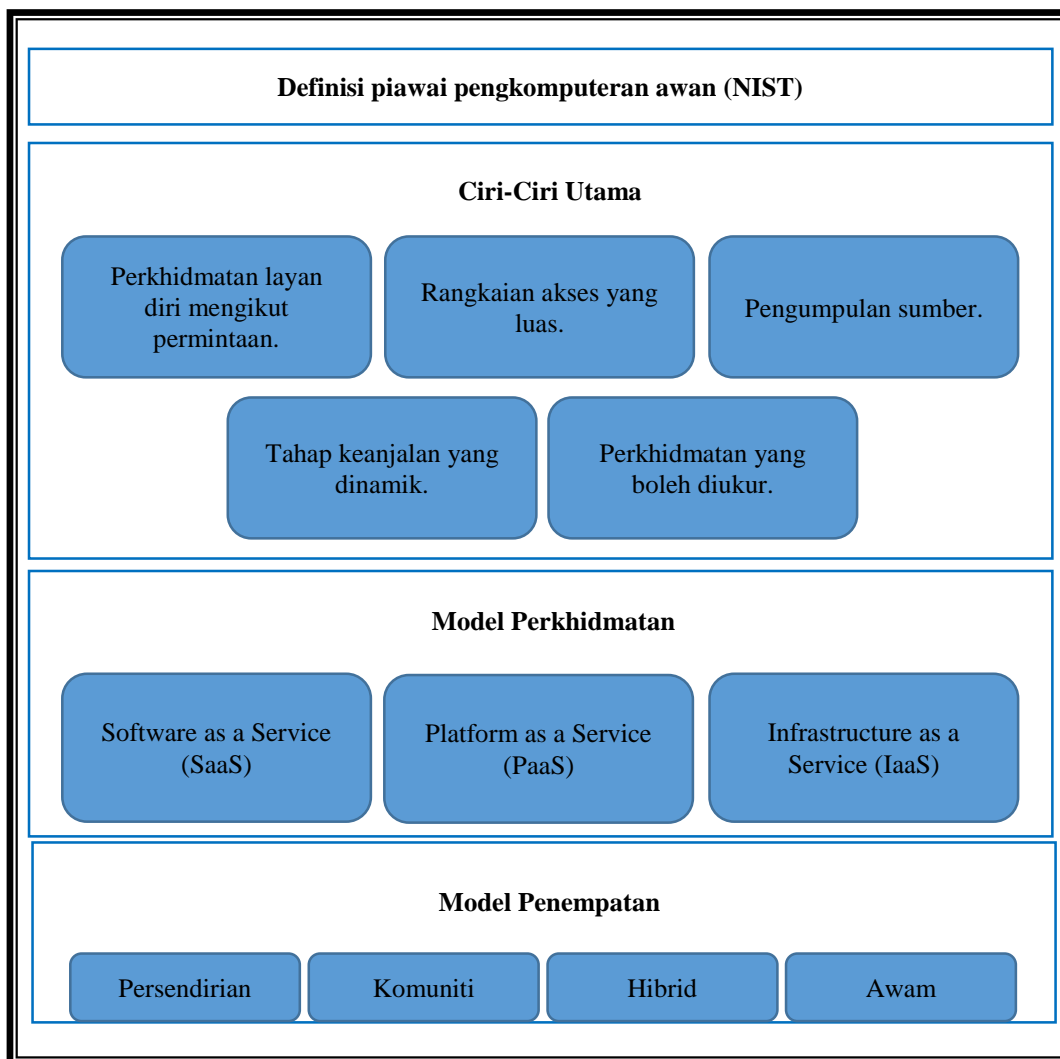 Definisi piawai pengkomputeran awan (NIST)
Ciri-Ciri Utama
Perkhidmatan layan
diri mengikut
permintaan.
Rangkaian akses yang
luas.
Pengumpulan sumber.
Tahap keanjalan yang
dinamik.
Perkhidmatan yang
boleh diukur.
Model Perkhidmatan
Software as a Service
(SaaS)
Platform as a Service
(PaaS)
Infrastructure as a
Service (IaaS)
Model Penempatan
Persendirian
Komuniti
Hibrid
Awam